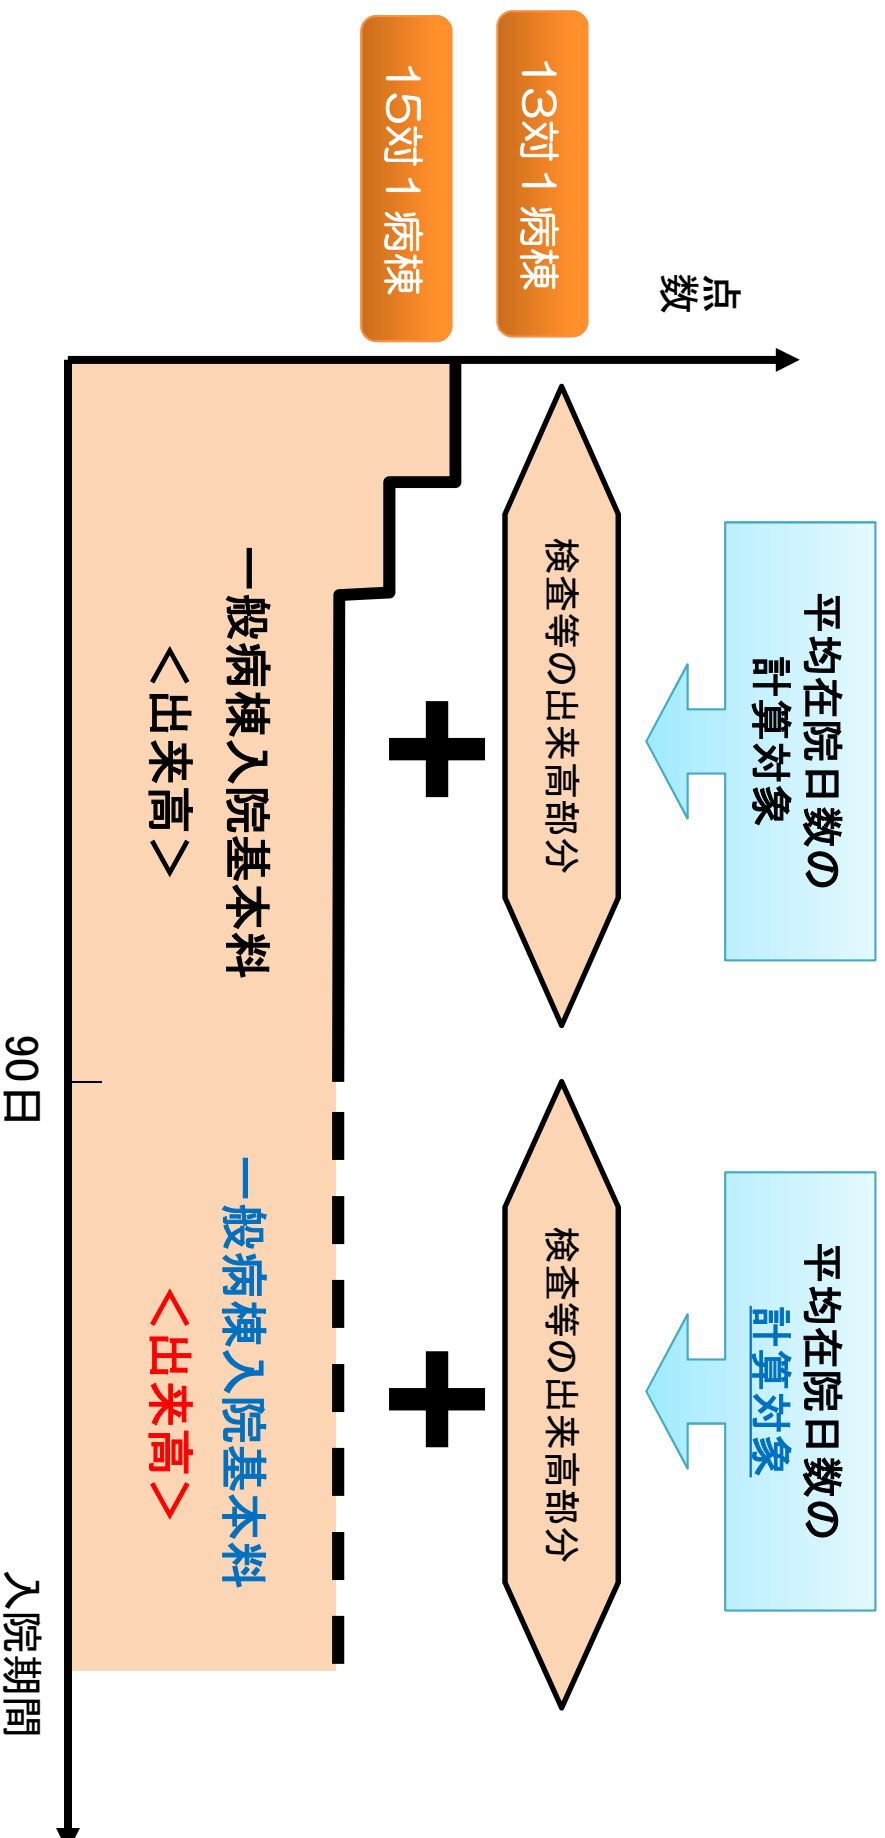 平均在院日数の
計算対象
平均在院日数の
計算対象
点
数
13対1病棟
15対1病棟
検査等の出来高部分
検査等の出来高部分
一般病棟入院基本料
＜出来高＞
一般病棟入院基本料
＜出来高＞
90日
入院期間